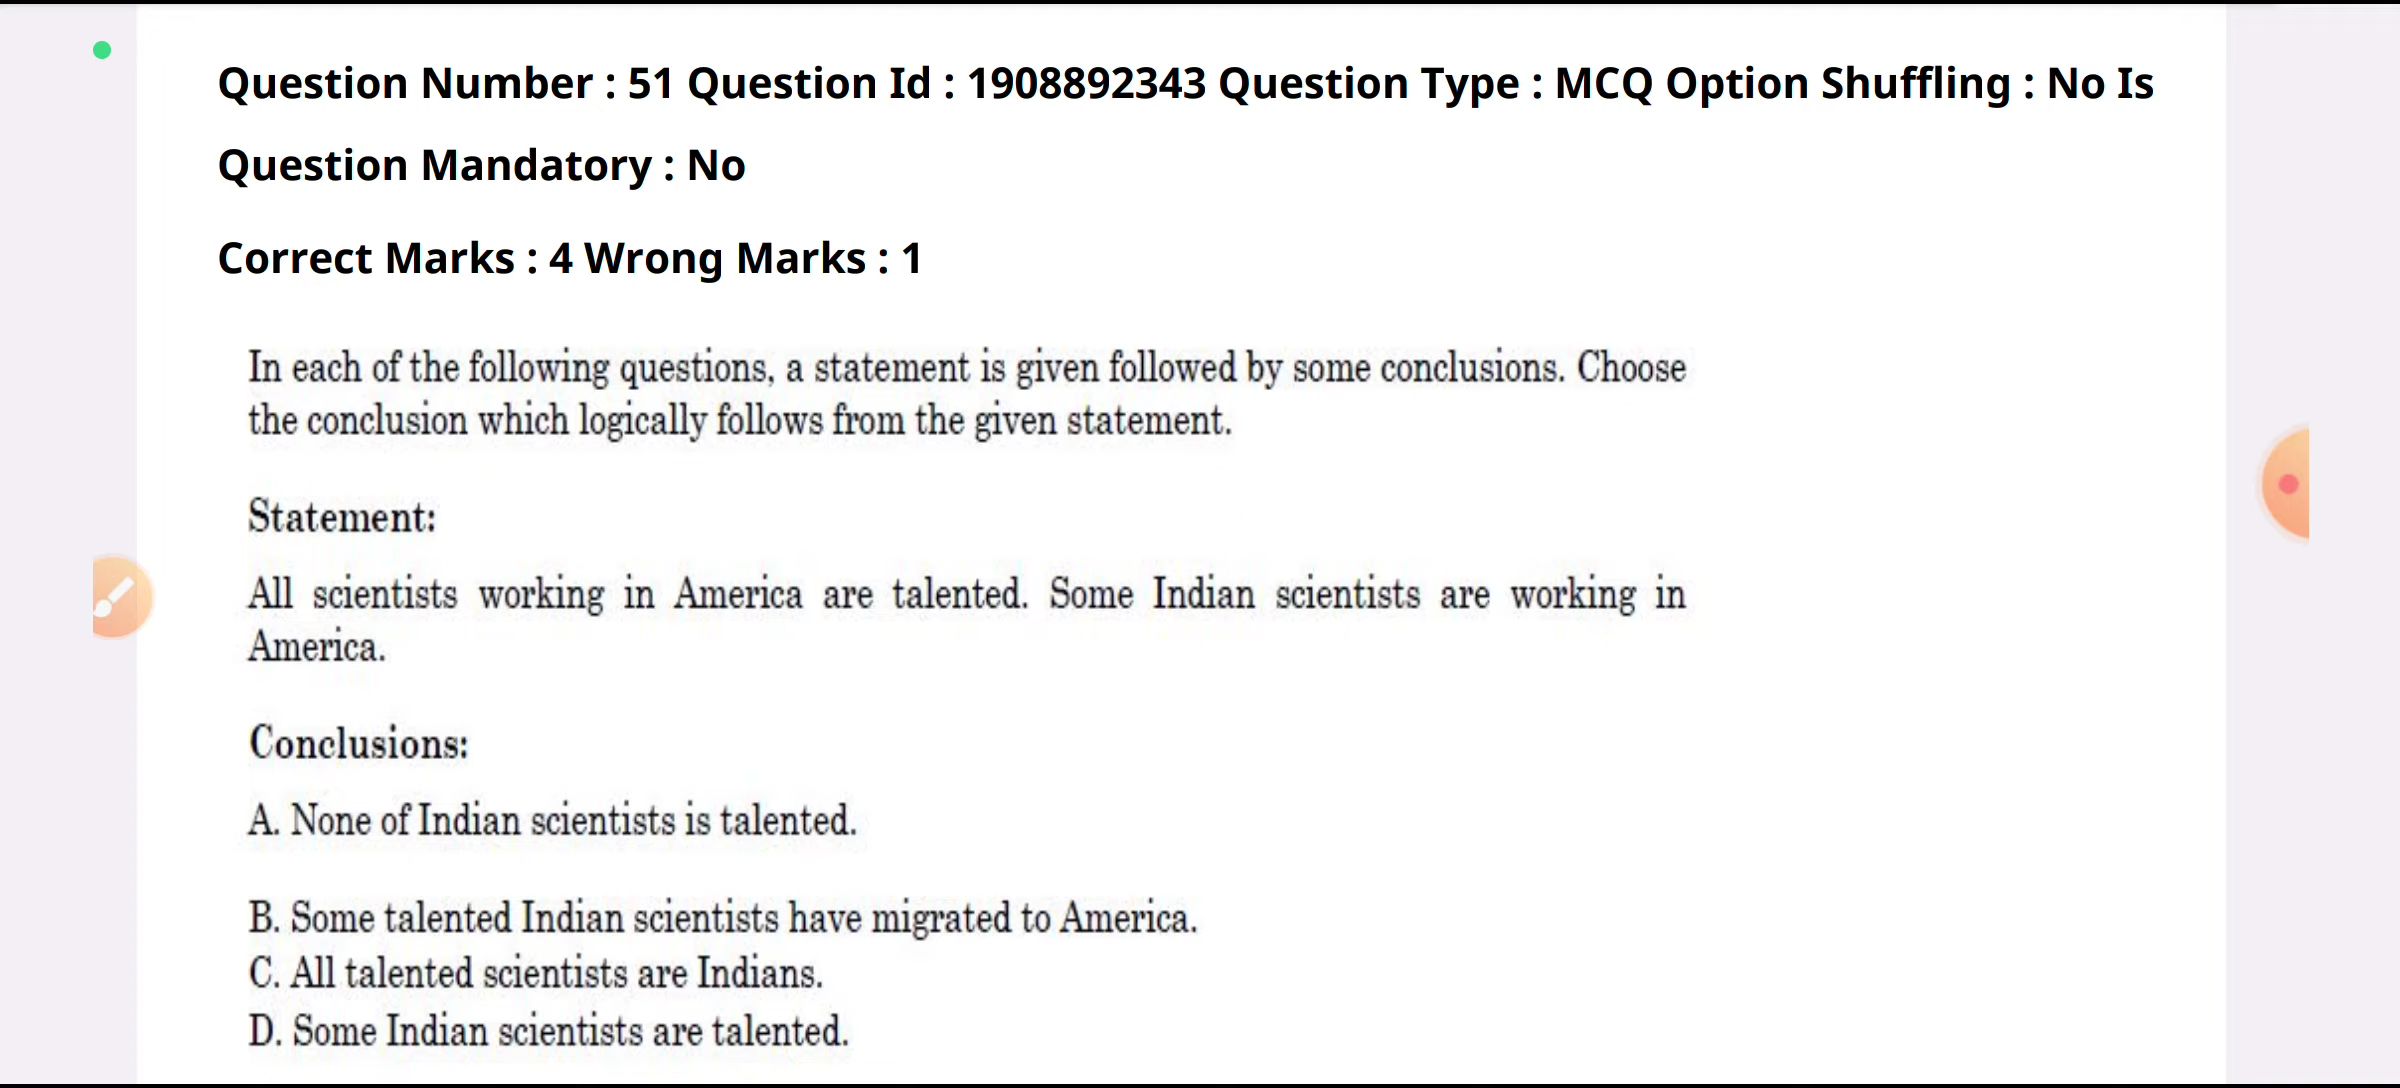 Question Number : 51 Question Id : 1908892343 Question Type : MCQ Option Shuffling : No Is
Question Mandatory : No
Correct Marks : 4 Wrong Marks : 1
In each of the following questions, a statement is given followed by some conclusions. Choose
the conclusion which logically follows from the given statement.
Statement:
All scientists working in America are talented. Some Indian scientists are working in
America.
Conclusions:
A. None of Indian scientists is talented.
B. Some talented Indian scientists have migrated to America.
C. All talented scientists are Indians.
D. Some Indian scientists are talented.